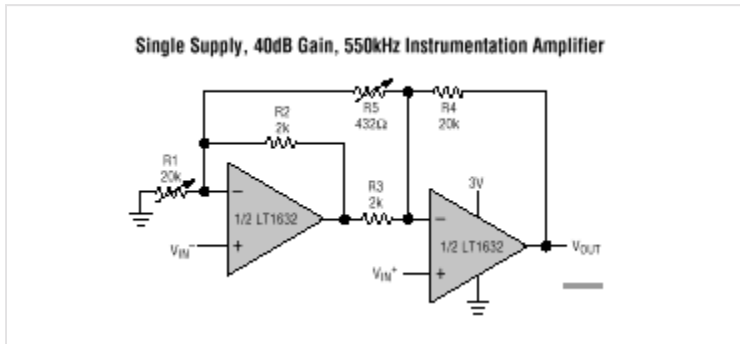 Single Supply, 40dB Gain, 550kHz Instrumentation Amplifier
R5
432Ω
R4
20k
R2
2k
R1
20k
R3
2k
3V
−
1/2 LT1632
+
VIN−
−
1/2 LT1632
+
VIN+
VOUT